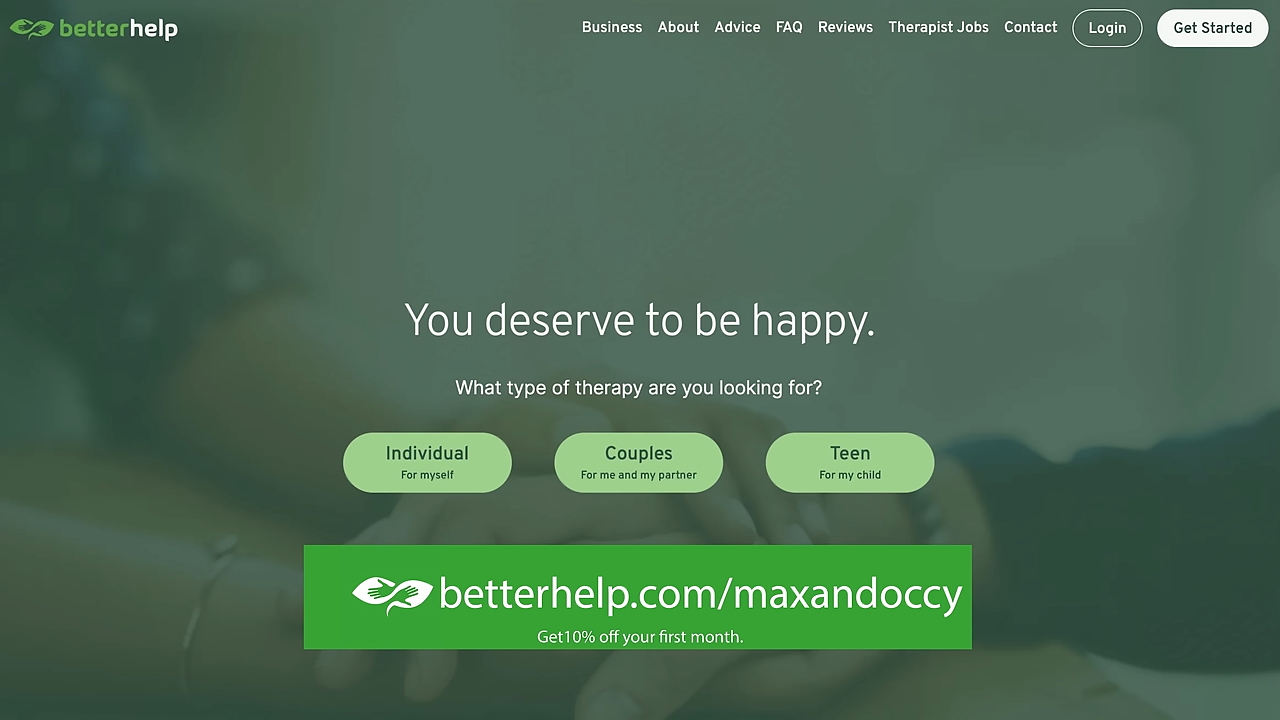 betterhelp
Business About Advice FAQ Reviews Therapist Jobs Contact Login Get Started
You deserve to be happy.
What type of therapy are you looking for?
Individual Couples Teen
For myself For me and my partner For my child
betterhelp.com/maxandoccy
Get10% off your first month.